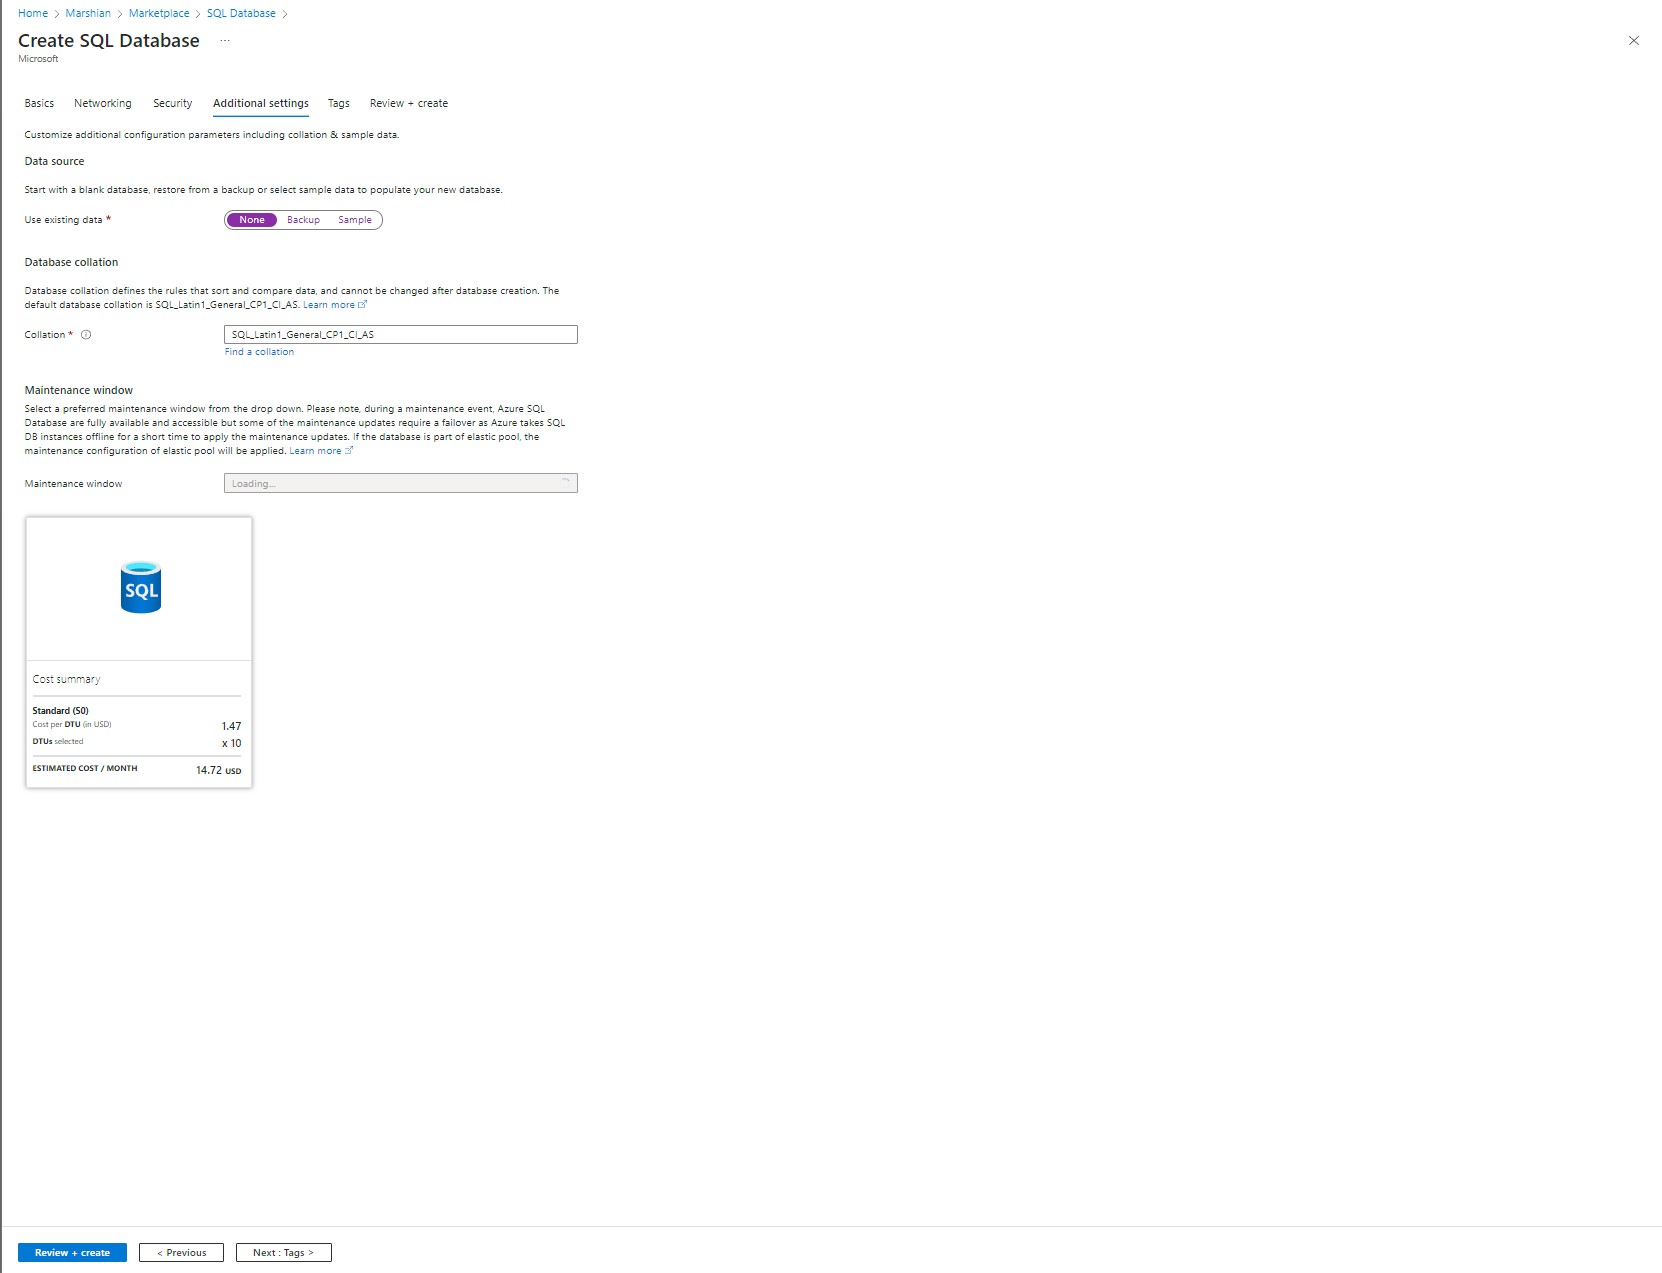 Home > Marshian > Marketplace > SQL Database >
Create SQL Database ...
Microsoft
Basics Networking Security Additional settings Tags Review + create
Customize additional configuration parameters including collation & sample data.
Data source
Start with a blank database, restore from a backup or select sample data to populate your new database.
Use existing data * None Backup Sample
Database collation
Database collation defines the rules that sort and compare data, and cannot be changed after database creation. The
default database collation is SQL_Latin1_General_CP1_CI_AS. Learn more
Collation * SQL_Latin1_General_CP1_CI_AS
Find a collation
Maintenance window
Select a preferred maintenance window from the drop down. Please note, during a maintenance event, Azure SQL
Database are fully available and accessible but some of the maintenance updates require a failover as Azure takes SQL
DB instances offline for a short time to apply the maintenance updates. If the database is part of elastic pool, the
maintenance configuration of elastic pool will be applied. Learn more
Maintenance window Loading...
SQL
Cost summary
Standard (S0)
Cost per DTU (in USD) 1.47
DTUs selected x 10
ESTIMATED COST / MONTH 14.72 USD
Review + create < Previous Next : Tags >